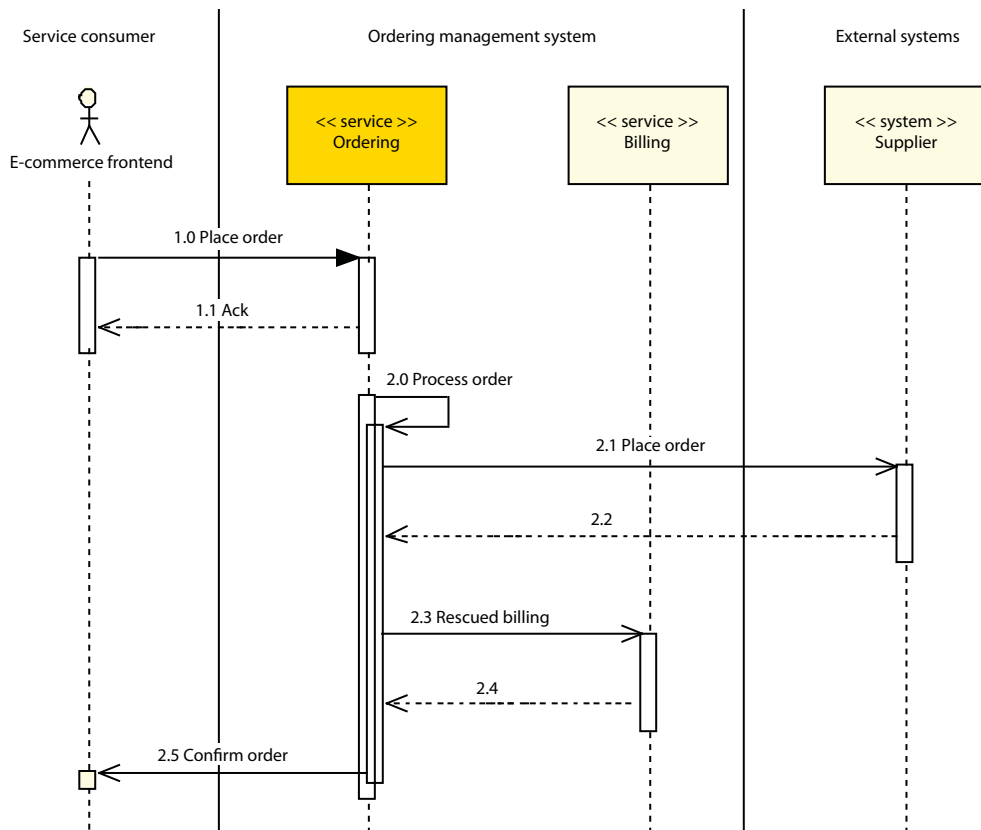 Service consumer
Ordering management system
External systems
<< service >>
Ordering
<< service >>
Billing
<< system >>
Supplier
E-commerce frontend
1.0 Place order
1.1 Ack
2.0 Process order
2.1 Place order
2.2
2.3 Rescued billing
2.4
2.5 Confirm order